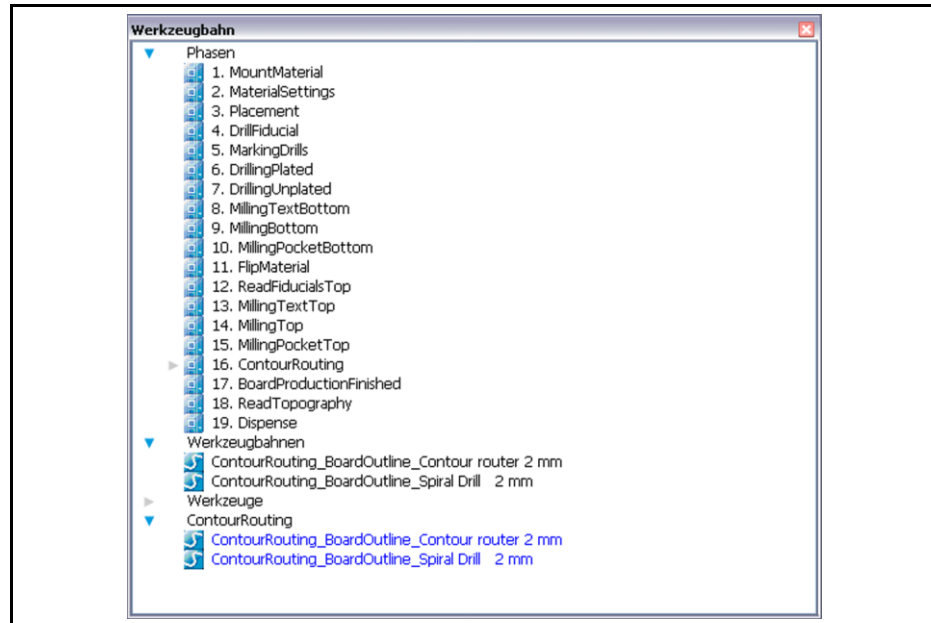 Werkzeugbahn
Phasen
1. MountMaterial
2. MaterialSettings
3. Placement
4. DrillFiducial
5. MarkingDrills
6. DrillingPlated
7. DrillingUnplated
8. MillingTextBottom
9. MillingBottom
10. MillingPocketBottom
11. FlipMaterial
12. ReadFiducialsTop
13. MillingTextTop
14. MillingTop
15. MillingPocketTop
16. ContourRouting
17. BoardProductionFinished
18. ReadTopography
19. Dispense
Werkzeugbahnen
ContourRouting_BoardOutline_Contour router 2 mm
ContourRouting_BoardOutline_Spiral Drill 2 mm
Werkzeuge
ContourRouting
ContourRouting_BoardOutline_Contour router 2 mm
ContourRouting_BoardOutline_Spiral Drill 2 mm